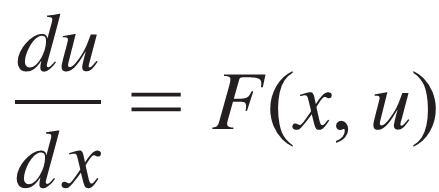 du/dx = F(x, u)